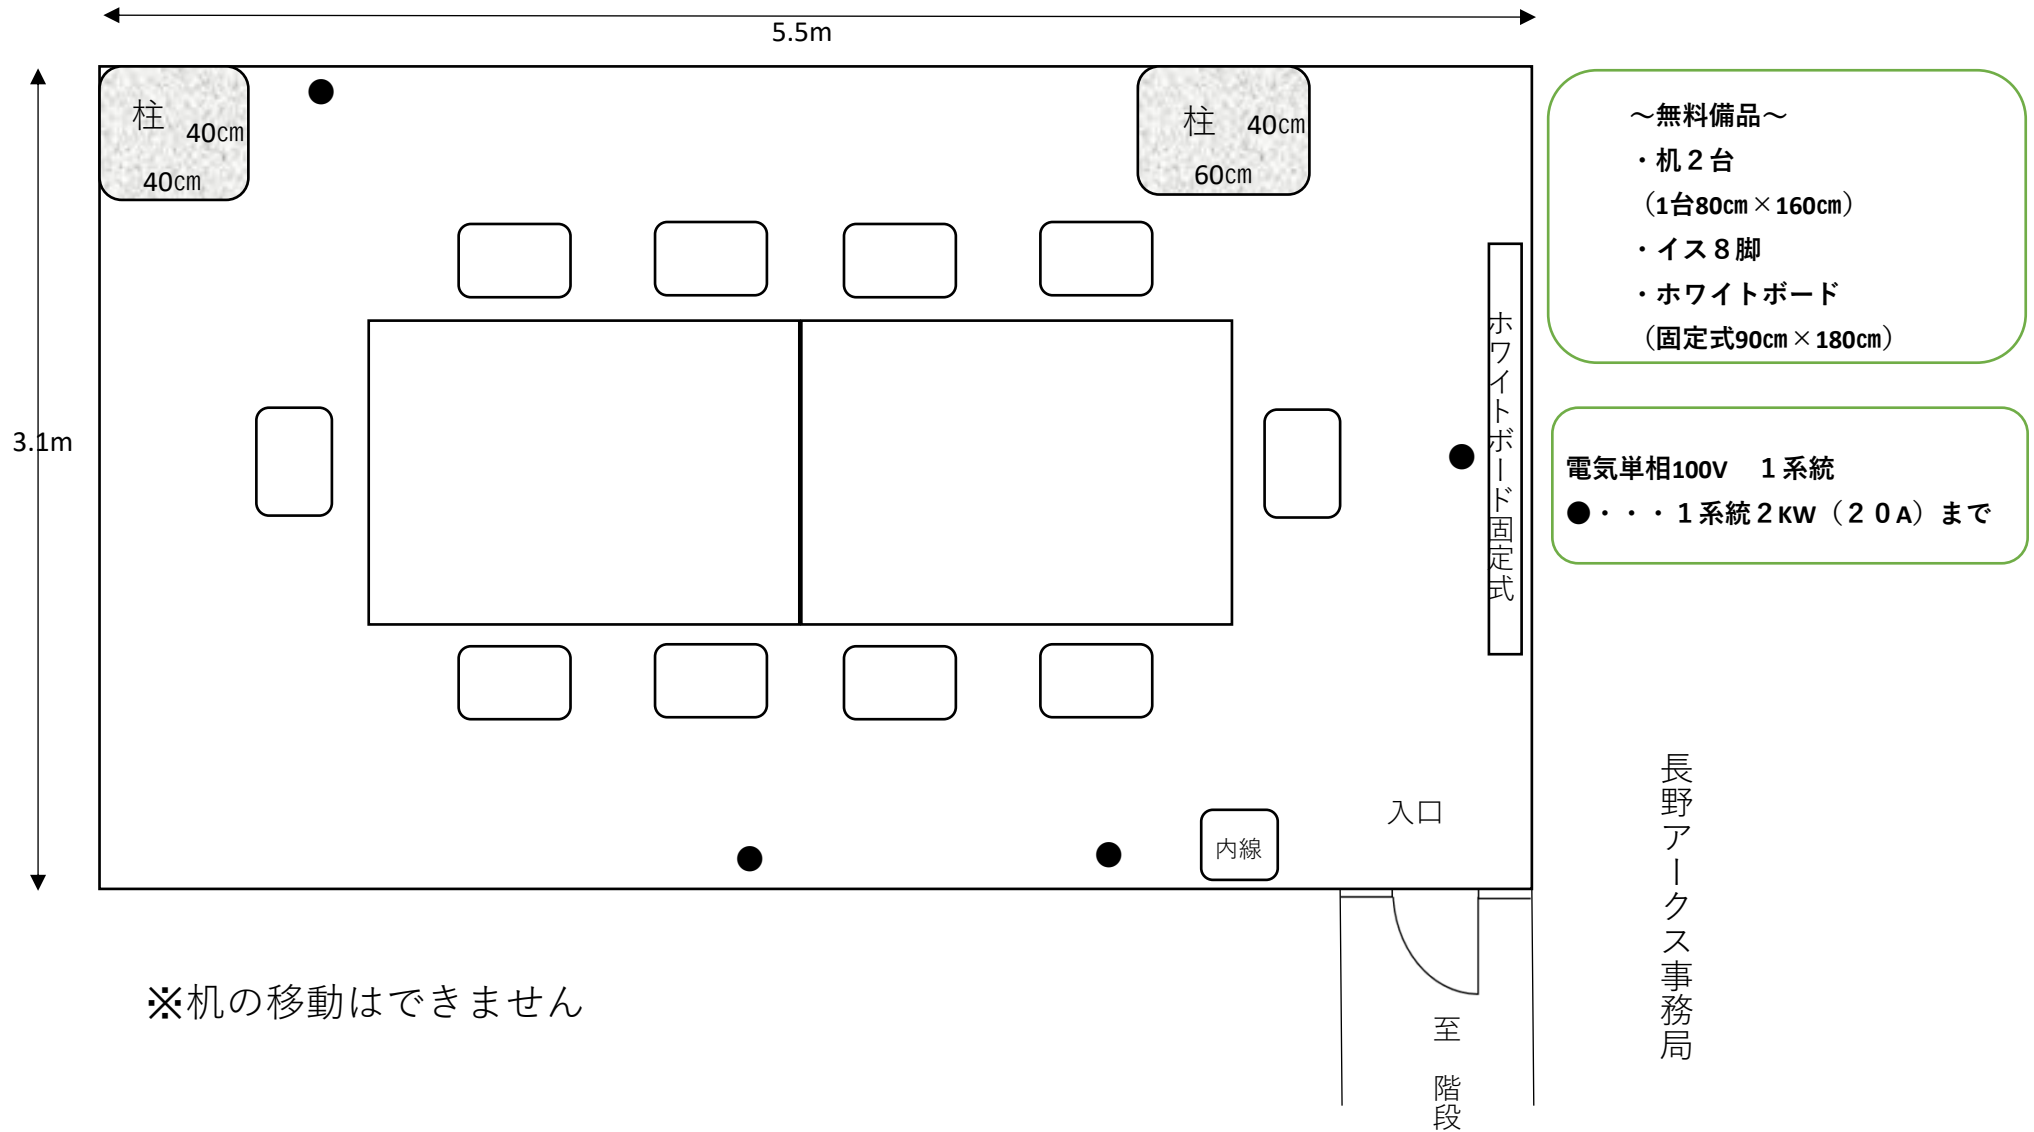 5.5m
3.1m
柱
40㎝
40㎝
柱
40㎝
60㎝
ホワイトボード固定式
入口
内線
至 階段
※机の移動はできません
～無料備品～
・机２台
（1台80㎝×160㎝）
・イス８脚
・ホワイトボード
（固定式90㎝×180㎝）
電気単相100V　１系統
●・・・１系統２KW（２０A）まで
長野アークス事務局